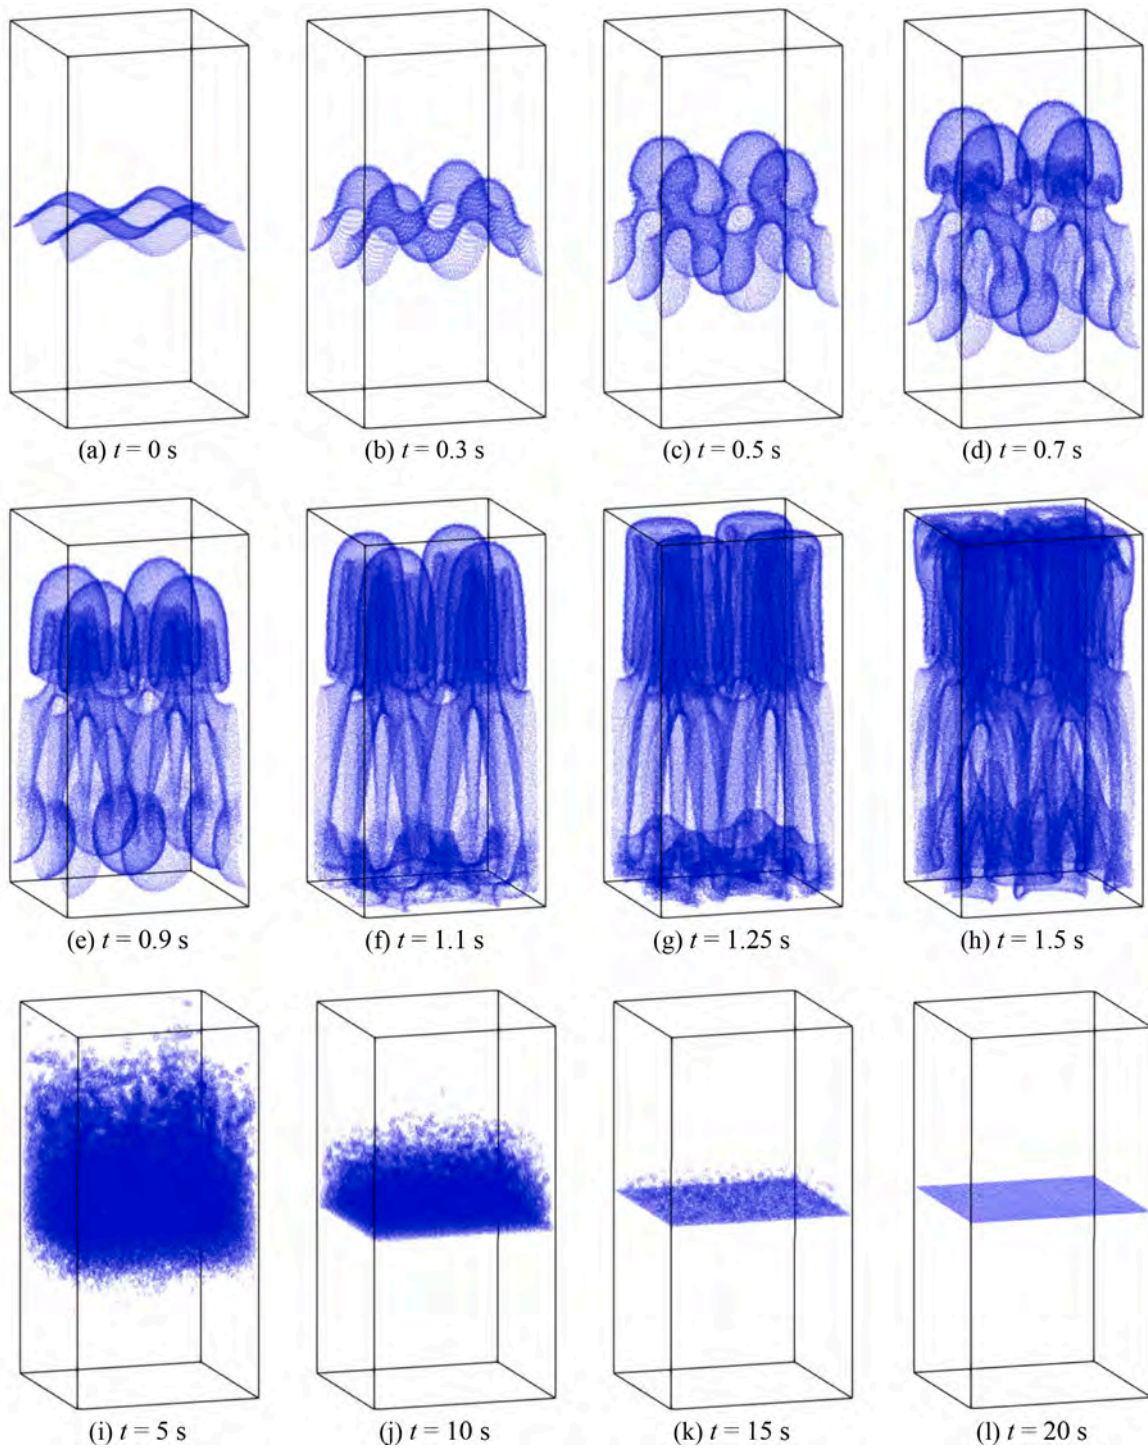 (a) t = 0 s
(b) t = 0.3 s
(c) t = 0.5 s
(d) t = 0.7 s
(e) t = 0.9 s
(f) t = 1.1 s
(g) t = 1.25 s
(h) t = 1.5 s
(i) t = 5 s
(j) t = 10 s
(k) t = 15 s
(l) t = 20 s